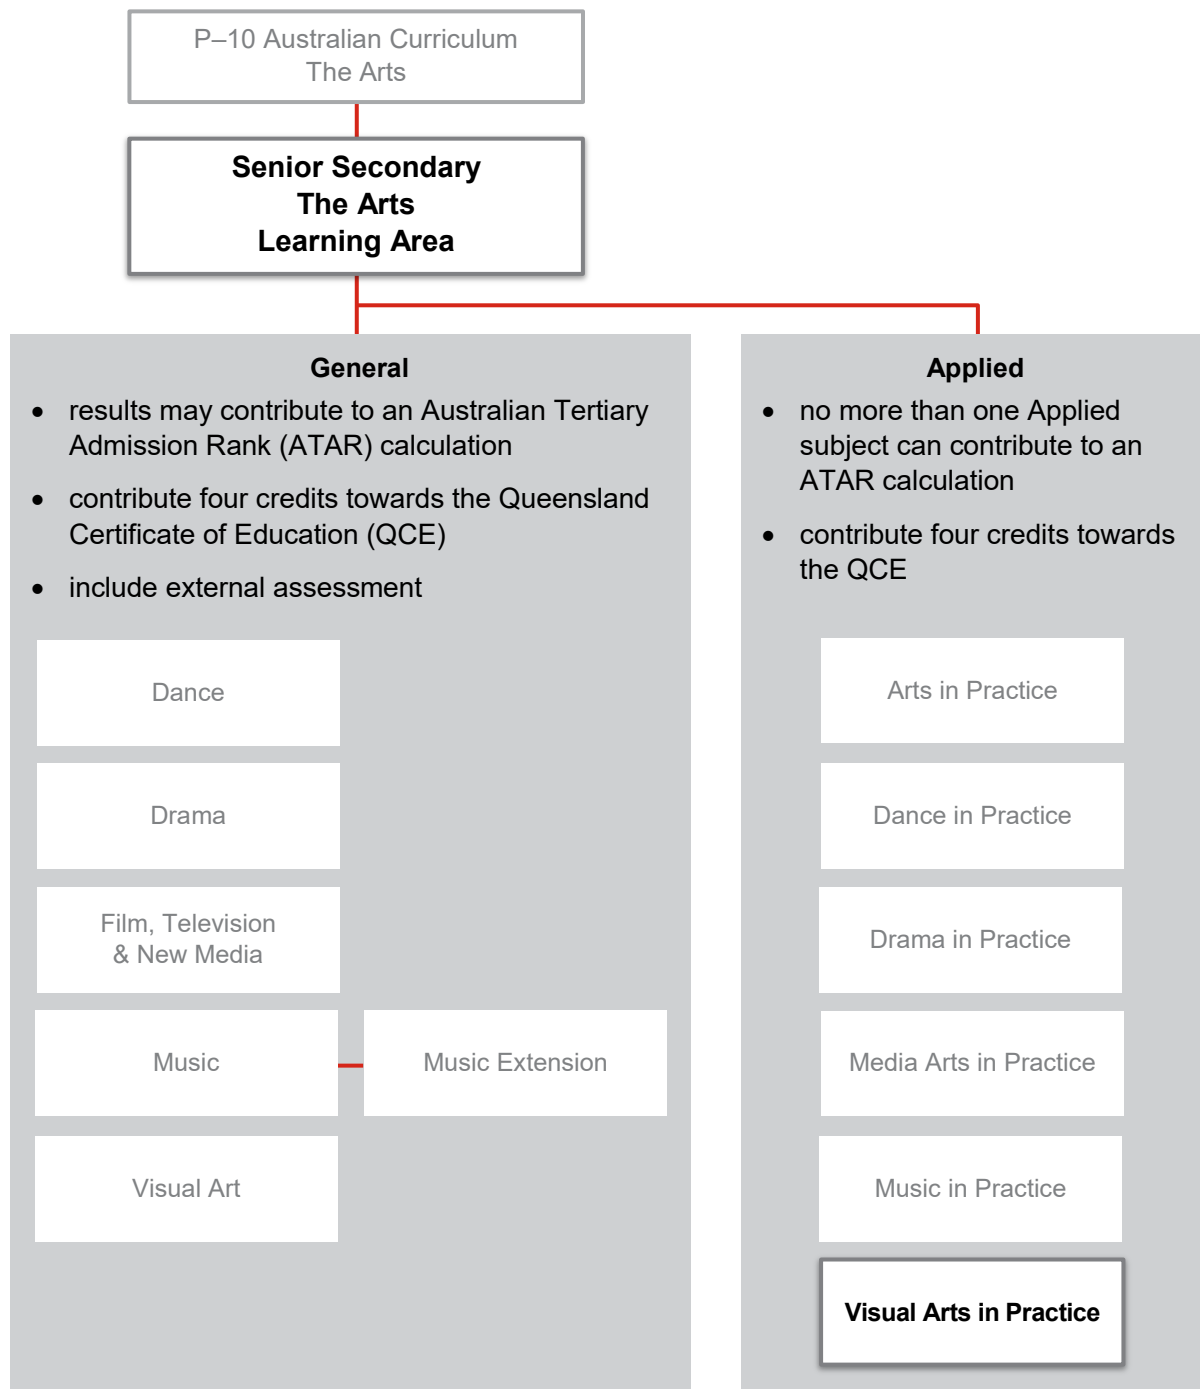 P–10 Australian Curriculum
The Arts
Senior Secondary
The Arts
Learning Area
General
• results may contribute to an Australian Tertiary
Admission Rank (ATAR) calculation
• contribute four credits towards the Queensland
Certificate of Education (QCE)
• include external assessment
Dance
Drama
Film, Television
& New Media
Music
Music Extension
Visual Art
Applied
• no more than one Applied
subject can contribute to an
ATAR calculation
• contribute four credits towards
the QCE
Arts in Practice
Dance in Practice
Drama in Practice
Media Arts in Practice
Music in Practice
Visual Arts in Practice